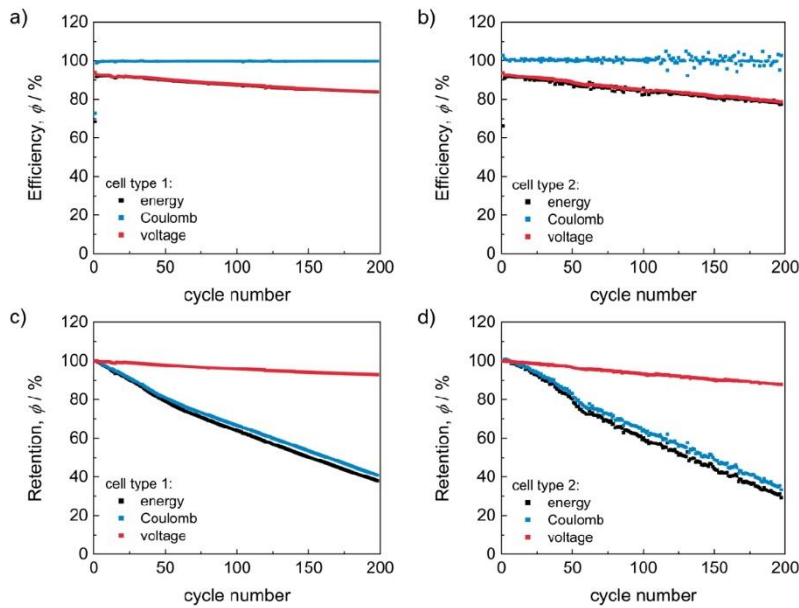 a)
120
100
80
60
40
20
0
Efficiency, ϕ / %
cell type 1:
energy
Coulomb
voltage
0 50 100 150 200
cycle number
b)
120
100
80
60
40
20
0
Efficiency, ϕ / %
cell type 2:
energy
Coulomb
voltage
0 50 100 150 200
cycle number
c)
120
100
80
60
40
20
0
Retention, ϕ / %
cell type 1:
energy
Coulomb
voltage
0 50 100 150 200
cycle number
d)
120
100
80
60
40
20
0
Retention, ϕ / %
cell type 2:
energy
Coulomb
voltage
0 50 100 150 200
cycle number